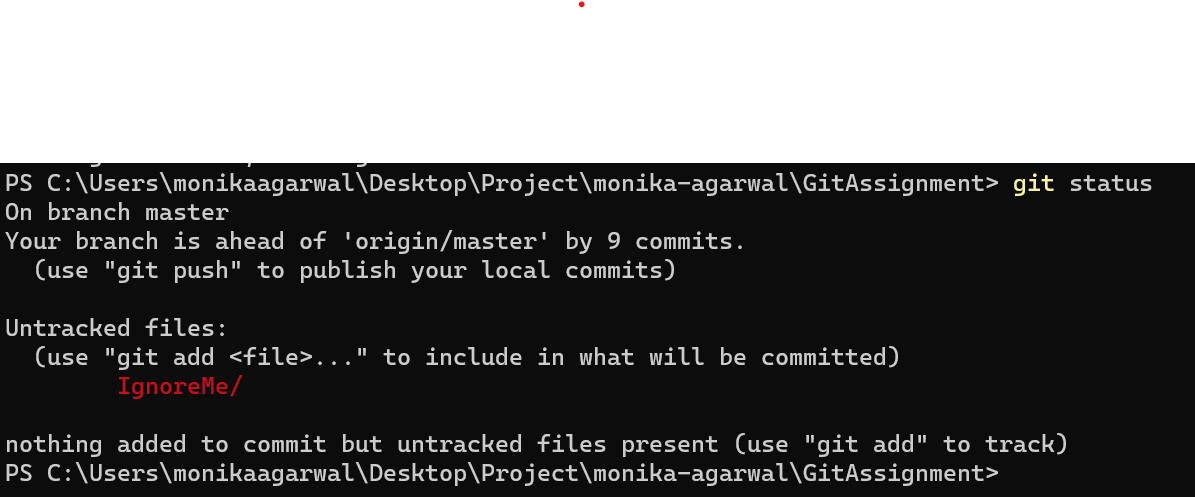 PS C:\Users\monikaagarwal\Desktop\Project\monika-agarwal\GitAssignment> git status
On branch master
Your branch is ahead of 'origin/master' by 9 commits.
  (use "git push" to publish your local commits)

Untracked files:
  (use "git add <file>..." to include in what will be committed)
        IgnoreMe/

nothing added to commit but untracked files present (use "git add" to track)
PS C:\Users\monikaagarwal\Desktop\Project\monika-agarwal\GitAssignment>